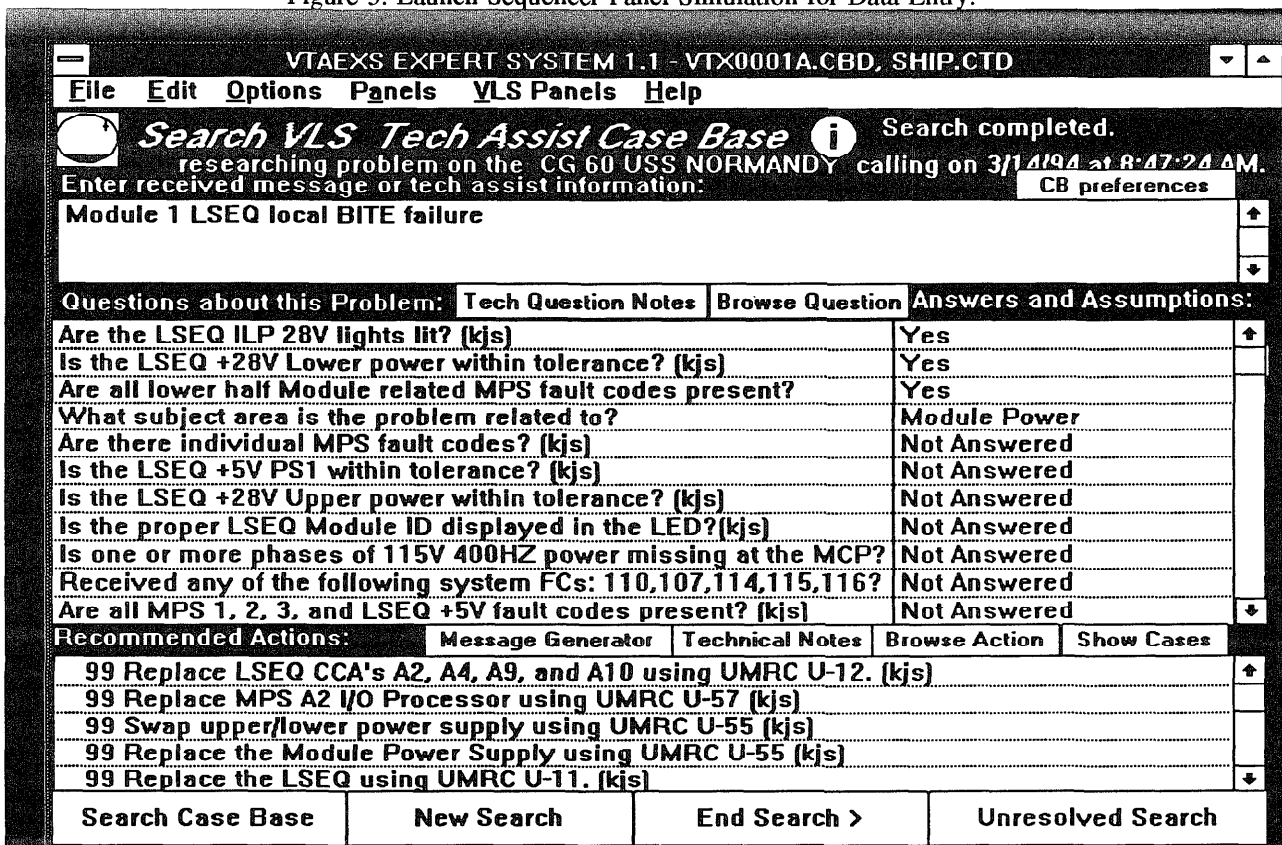 Figure 5. Launch Sequencer Panel Simulation for Data Entry.
VTAEXS EXPERT SYSTEM 1.1 - VTX0001A.CBD, SHIP.CTD
File Edit Options Panels VLS Panels Help
Search VLS Tech Assist Case Base i Search completed.
researching problem on the CG 60 USS NORMANDY calling on 3/14/94 at 8:47:24 AM.
Enter received message or tech assist information: CB preferences
Module 1 LSEQ local BITE failure
Questions about this Problem: Tech Question Notes Browse Question Answers and Assumptions:
Are the LSEQ ILP 28V lights lit? (kjs) Yes
Is the LSEQ +28V Lower power within tolerance? (kjs) Yes
Are all lower half Module related MPS fault codes present? Yes
What subject area is the problem related to? Module Power
Are there individual MPS fault codes? (kjs) Not Answered
Is the LSEQ +5V PS1 within tolerance? (kjs) Not Answered
Is the LSEQ +28V Upper power within tolerance? (kjs) Not Answered
Is the proper LSEQ Module ID displayed in the LED?(kjs) Not Answered
Is one or more phases of 115V 400HZ power missing at the MCP? Not Answered
Received any of the following system FCs: 110,107,114,115,116? Not Answered
Are all MPS 1, 2, 3, and LSEQ +5V fault codes present? (kjs) Not Answered
Recommended Actions: Message Generator Technical Notes Browse Action Show Cases
99 Replace LSEQ CCA's A2, A4, A9, and A10 using UMRC U-12. (kjs)
99 Replace MPS A2 I/O Processor using UMRC U-57 (kjs)
99 Swap upper/lower power supply using UMRC U-55 (kjs)
99 Replace the Module Power Supply using UMRC U-55 (kjs)
99 Replace the LSEQ using UMRC U-11. (kjs)
Search Case Base New Search End Search > Unresolved Search